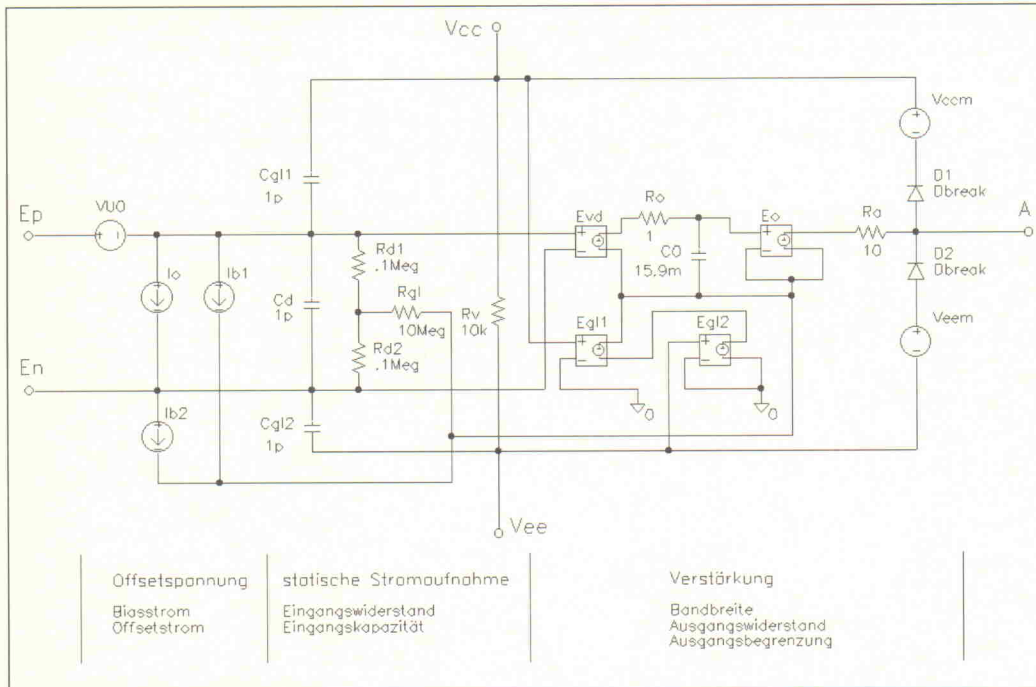 Vcc
Vccm
Cgl1
1p
D1
Dbreak
Ep
VUO
Evd
Ro
1
Eo
Ra
10
A
Rd1
.1Meg
CO
15.9m
D2
Dbreak
Io
Ib1
Cd
1p
Rgl
10Meg
Rv
10k
Veem
Rd2
.1Meg
Egl1
Egl2
En
0
0
Ib2
Cgl2
1p
Vee
Offsetspannung
Biasstrom
Offsetstrom
statische Stromaufnahme
Eingangswiderstand
Eingangskapazität
Verstärkung
Bandbreite
Ausgangswiderstand
Ausgangsbegrenzung